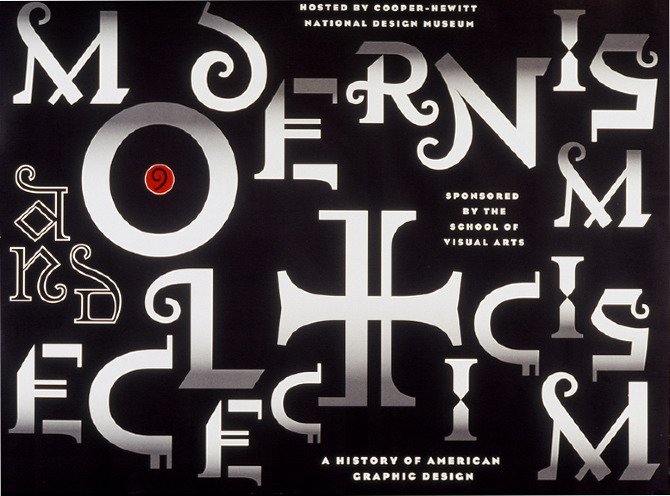 HOSTED BY COOPER-HEWITT
NATIONAL DESIGN MUSEUM
MODERNISM
SPONSORED
BY THE
SCHOOL OF
VISUAL ARTS
AND
ECLECTICISM
A HISTORY OF AMERICAN
GRAPHIC DESIGN